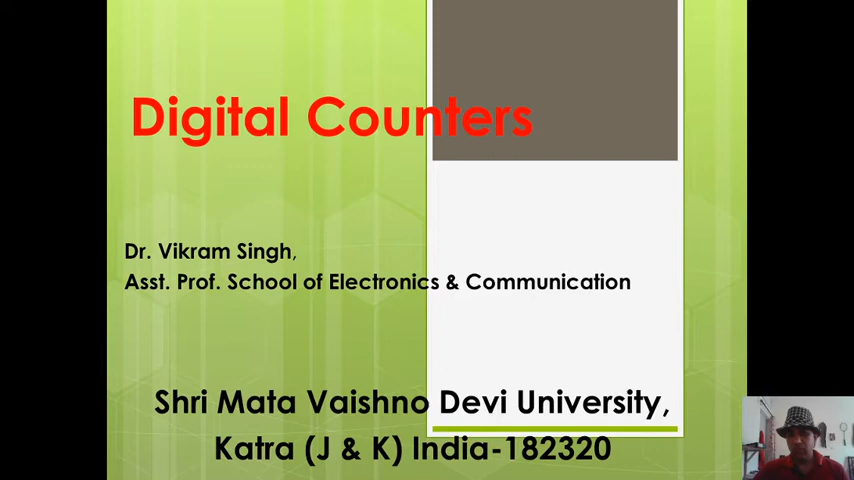 Digital Counters
Dr. Vikram Singh,
Asst. Prof. School of Electronics & Communication
Shri Mata Vaishno Devi University,
Katra (J & K) India-182320